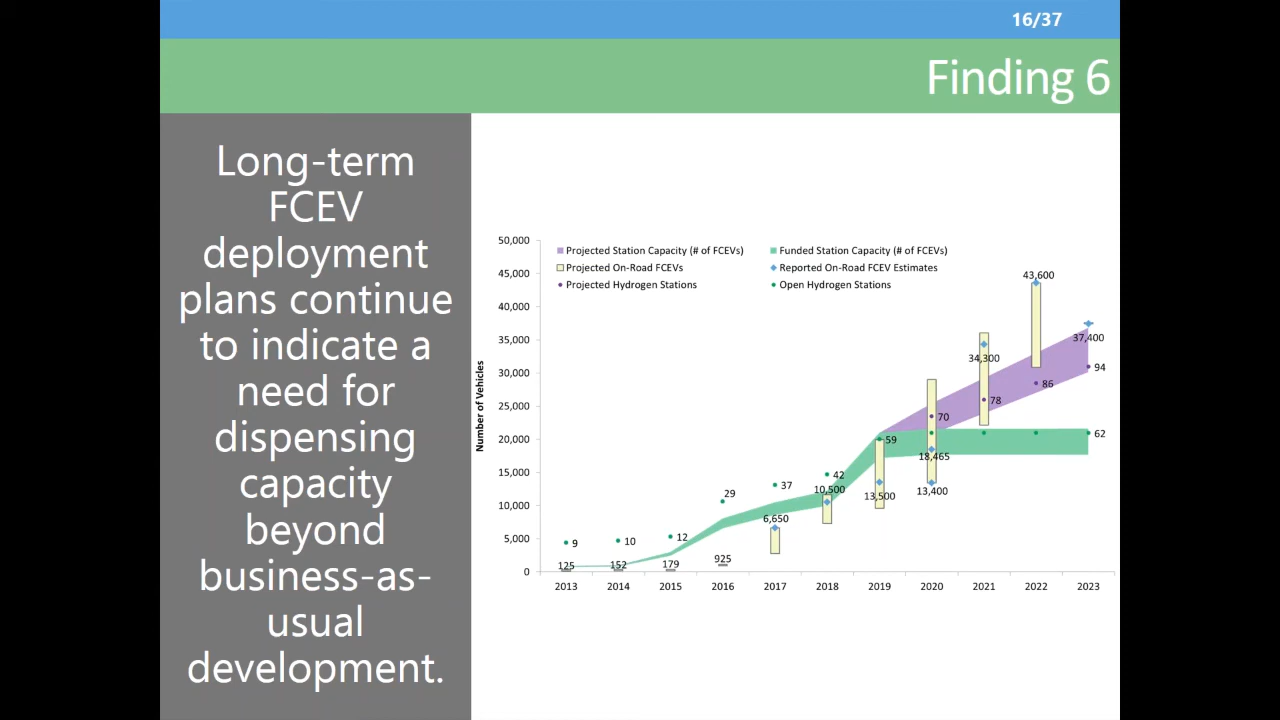 16/37
Finding 6
Long-term
FCEV
deployment
plans continue
to indicate a
need for
dispensing
capacity
beyond
business-as-
usual
development.
Projected Station Capacity (# of FCEVs)
Funded Station Capacity (# of FCEVs)
Projected On-Road FCEVs
Reported On-Road FCEV Estimates
Projected Hydrogen Stations
Open Hydrogen Stations
Number of Vehicles
50,000
45,000
40,000
35,000
30,000
25,000
20,000
15,000
10,000
5,000
0
43,600
37,400
34,300
94
86
78
70
59
62
18,465
13,400
13,500
42
10,500
37
6,650
29
925
12
179
10
152
9
125
2013 2014 2015 2016 2017 2018 2019 2020 2021 2022 2023